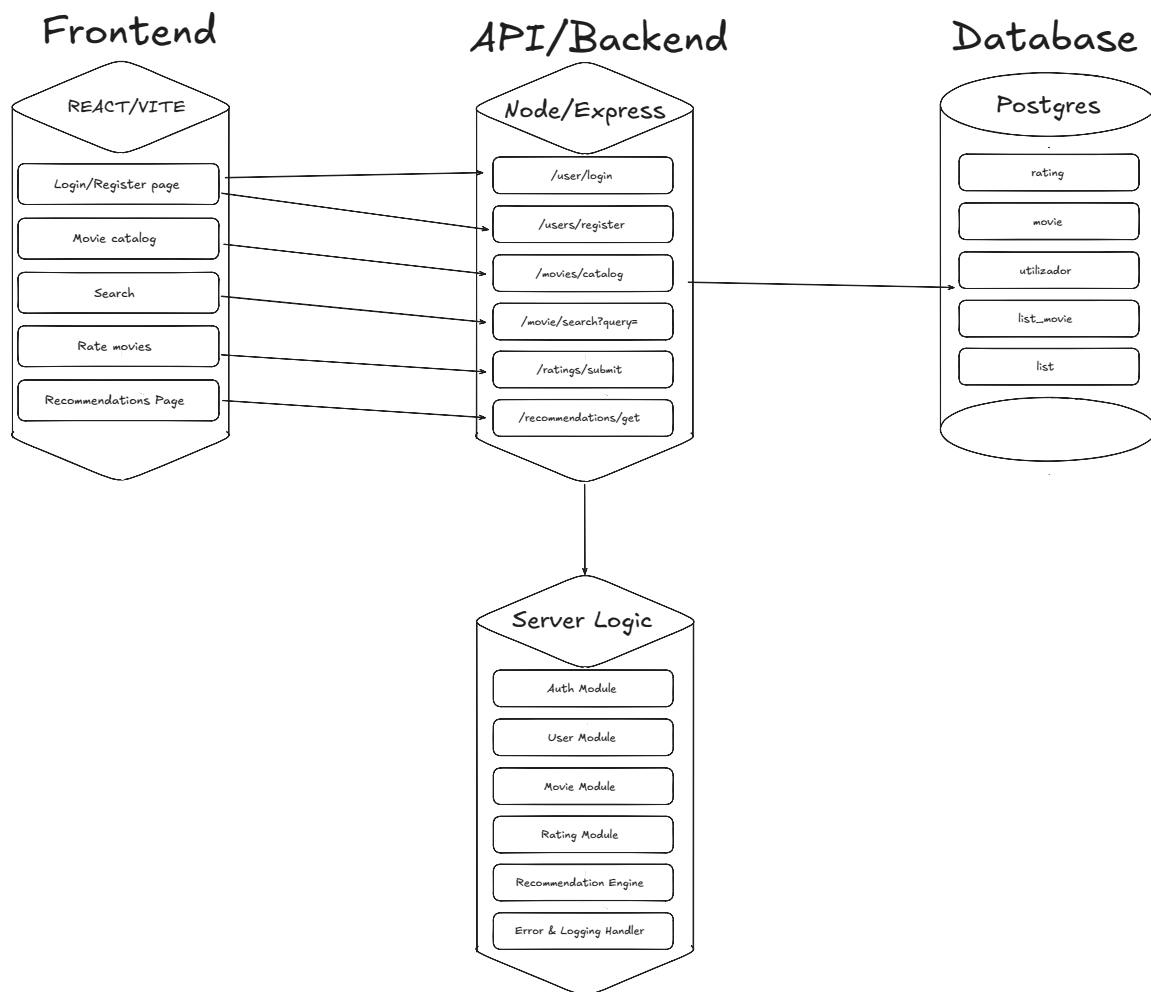 Frontend
API/Backend
Database
REACT/VITE
Login/Register page
Movie catalog
Search
Rate movies
Recommendations Page
Node/Express
/user/login
/users/register
/movies/catalog
/movie/search?query=
/ratings/submit
/recommendations/get
Postgres
rating
movie
utilizador
list_movie
list
Server Logic
Auth Module
User Module
Movie Module
Rating Module
Recommendation Engine
Error & Logging Handler